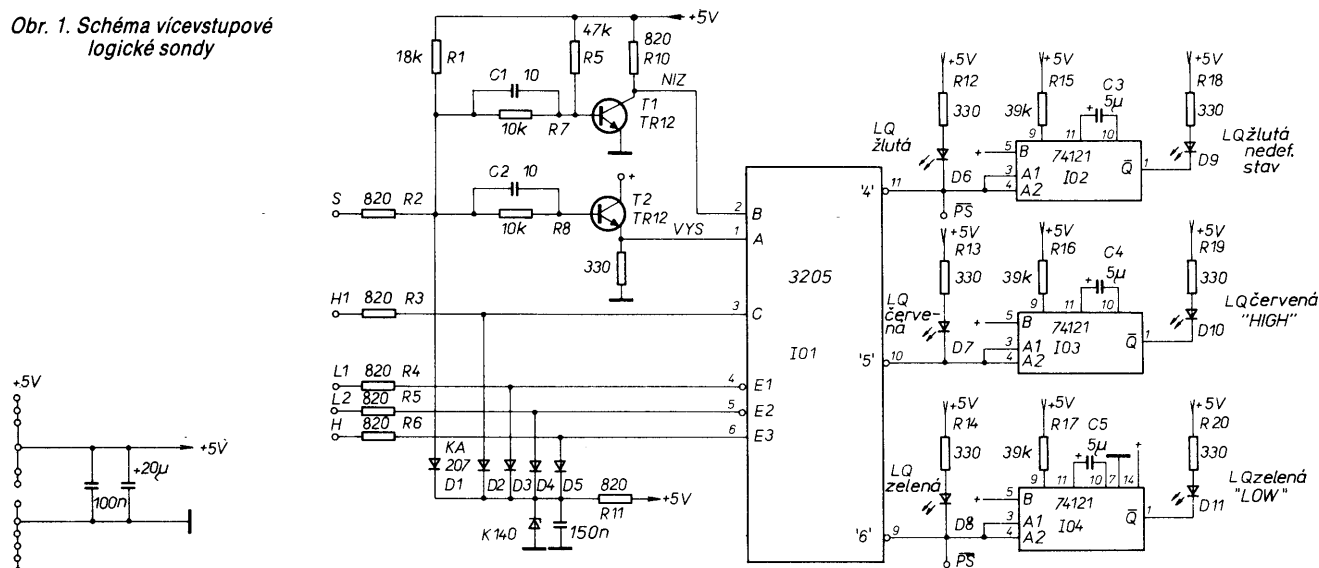 Obr. 1. Schéma vícevstupové
logické sondy
+5V
18k R1
47k
R5
820
R10
NIZ
C1 10
10k R7
T1
TR12
C2 10
10k R8
+
T2
TR12
VYS
330
S 820 R2
H1 820 R3
L1 820 R4
L2 820 R5
H 820 R6
KA
207
D1 D2 D3 D4 D5
820
R11
+5V
K140
150n
2 B
1 A
3 C
4 E1
5 E2
6 E3
3205
IO1
'4' 11
'5' 10
'6' 9
+5V
R12
330
LQ
žlutá
D6
PS
+5V
R15
39k
9 11 10
C3
+ 5µ
+ 5 B
3 A1
4 A2
74121
IO2
Q 1
+5V
R18
330
D9
LQ žlutá
nedef.
stav
+5V
R13
330
LQ
červe-
ná
D7
+5V
R16
39k
9 11 10
C4
+ 5µ
+ 5 B
3 A1
4 A2
74121
IO3
Q 1
+5V
R19
330
D10
LQ červená
"HIGH"
+5V
R14
330
LQ
zelená
D8
PS
+5V
R17
39k
9 11 10 7 14
C5
+ 5µ
+
+ 5 B
3 A1
4 A2
74121
IO4
Q 1
+5V
R20
330
D11
LQ zelená
"LOW"
+5V
+5V
100n
+20µ